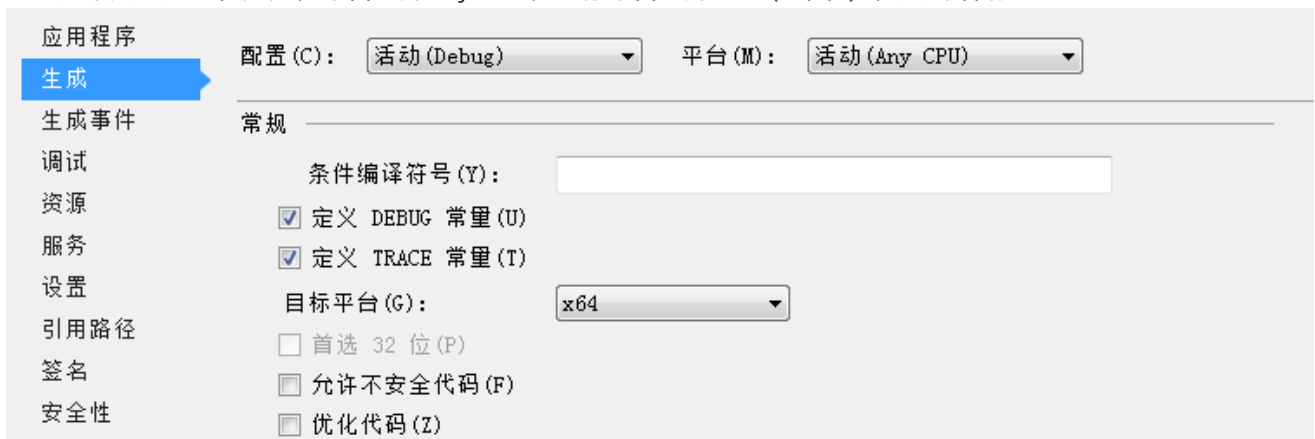 应用程序
生成
生成事件
调试
资源
服务
设置
引用路径
签名
安全性
配置(C): 活动(Debug) 平台(M): 活动(Any CPU)
常规
条件编译符号(Y):
定义 DEBUG 常量(U)
定义 TRACE 常量(T)
目标平台(G): x64
首选 32 位(P)
允许不安全代码(F)
优化代码(Z)